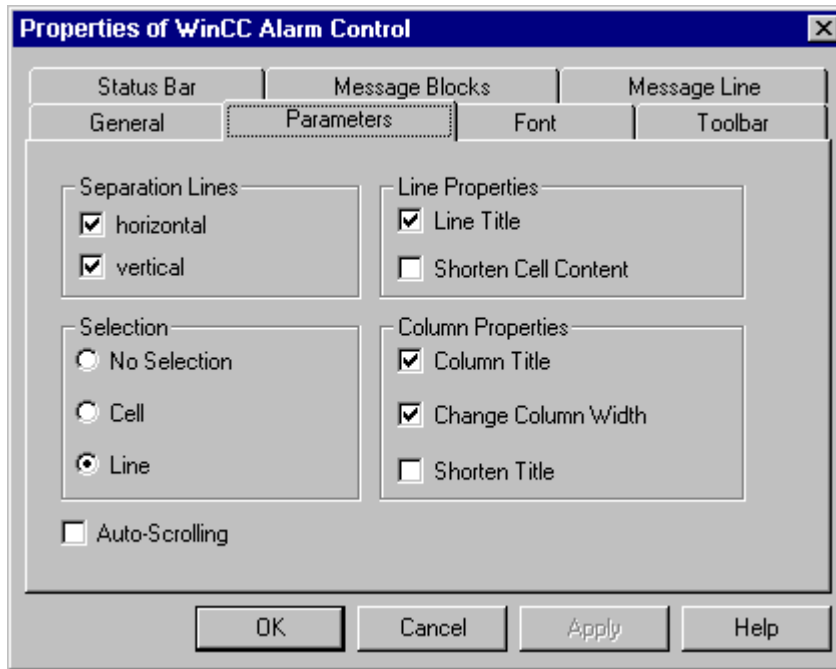 Properties of WinCC Alarm Control
Status Bar Message Blocks Message Line
General Parameters Font Toolbar
Separation Lines
horizontal
vertical
Line Properties
Line Title
Shorten Cell Content
Selection
No Selection
Cell
Line
Column Properties
Column Title
Change Column Width
Shorten Title
Auto-Scrolling
OK Cancel Apply Help